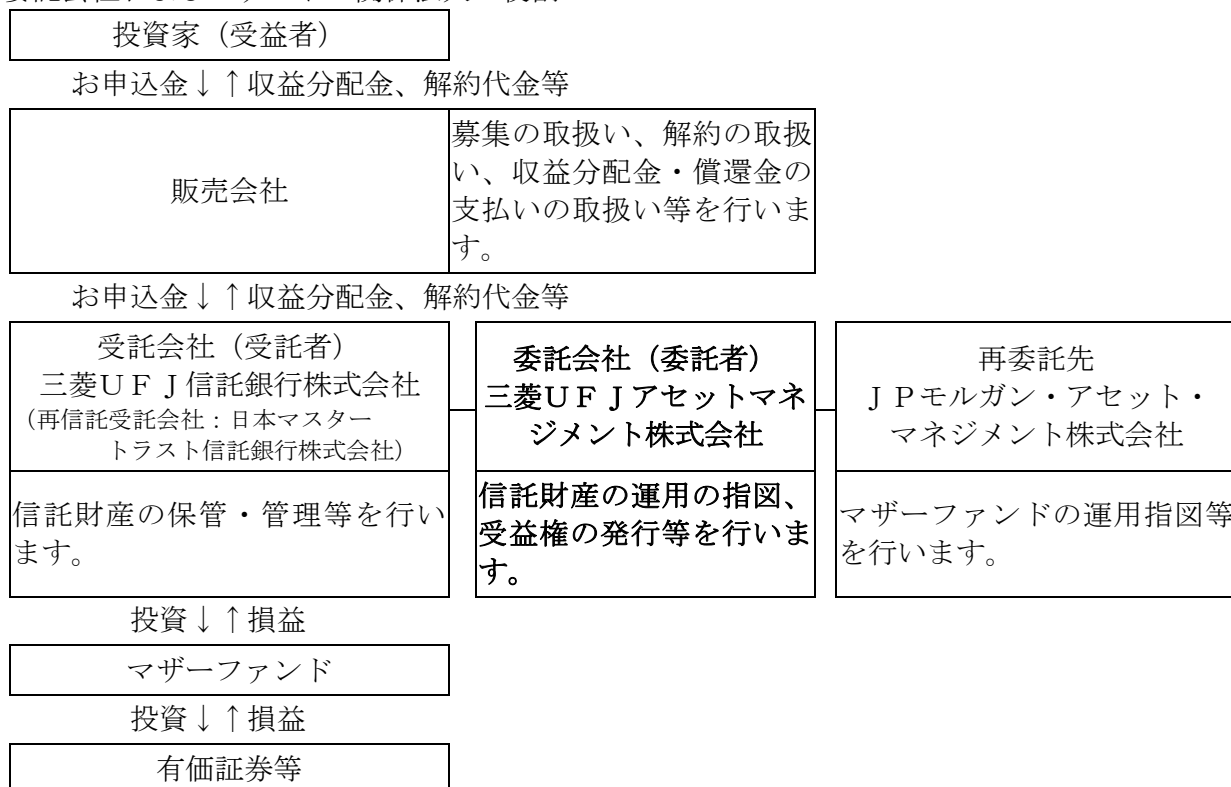 投資家（受益者）
お申込金↓↑収益分配金、解約代金等
販売会社
募集の取扱い、解約の取扱
い、収益分配金・償還金の
支払いの取扱い等を行いま
す。
お申込金↓↑収益分配金、解約代金等
受託会社（受託者）
三菱ＵＦＪ信託銀行株式会社
（再信託受託会社：日本マスター
トラスト信託銀行株式会社）
委託会社（委託者）
三菱ＵＦＪアセットマネ
ジメント株式会社
再委託先
ＪＰモルガン・アセット・
マネジメント株式会社
信託財産の保管・管理等を行い
ます。
信託財産の運用の指図、
受益権の発行等を行いま
す。
マザーファンドの運用指図等
を行います。
投資↓↑損益
マザーファンド
投資↓↑損益
有価証券等